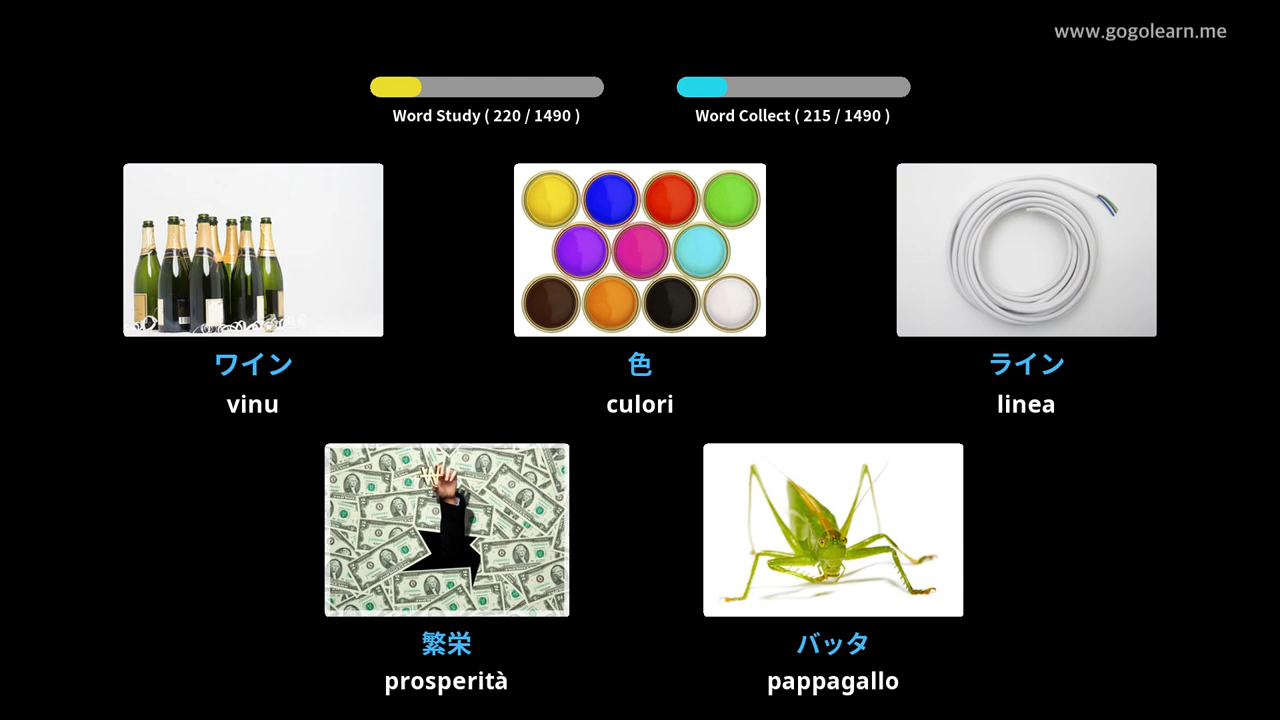 www.gogolearn.me
Word Study ( 220 / 1490 )
Word Collect ( 215 / 1490 )
ワイン
vinu
色
culori
ライン
linea
繁栄
prosperità
バッタ
pappagallo